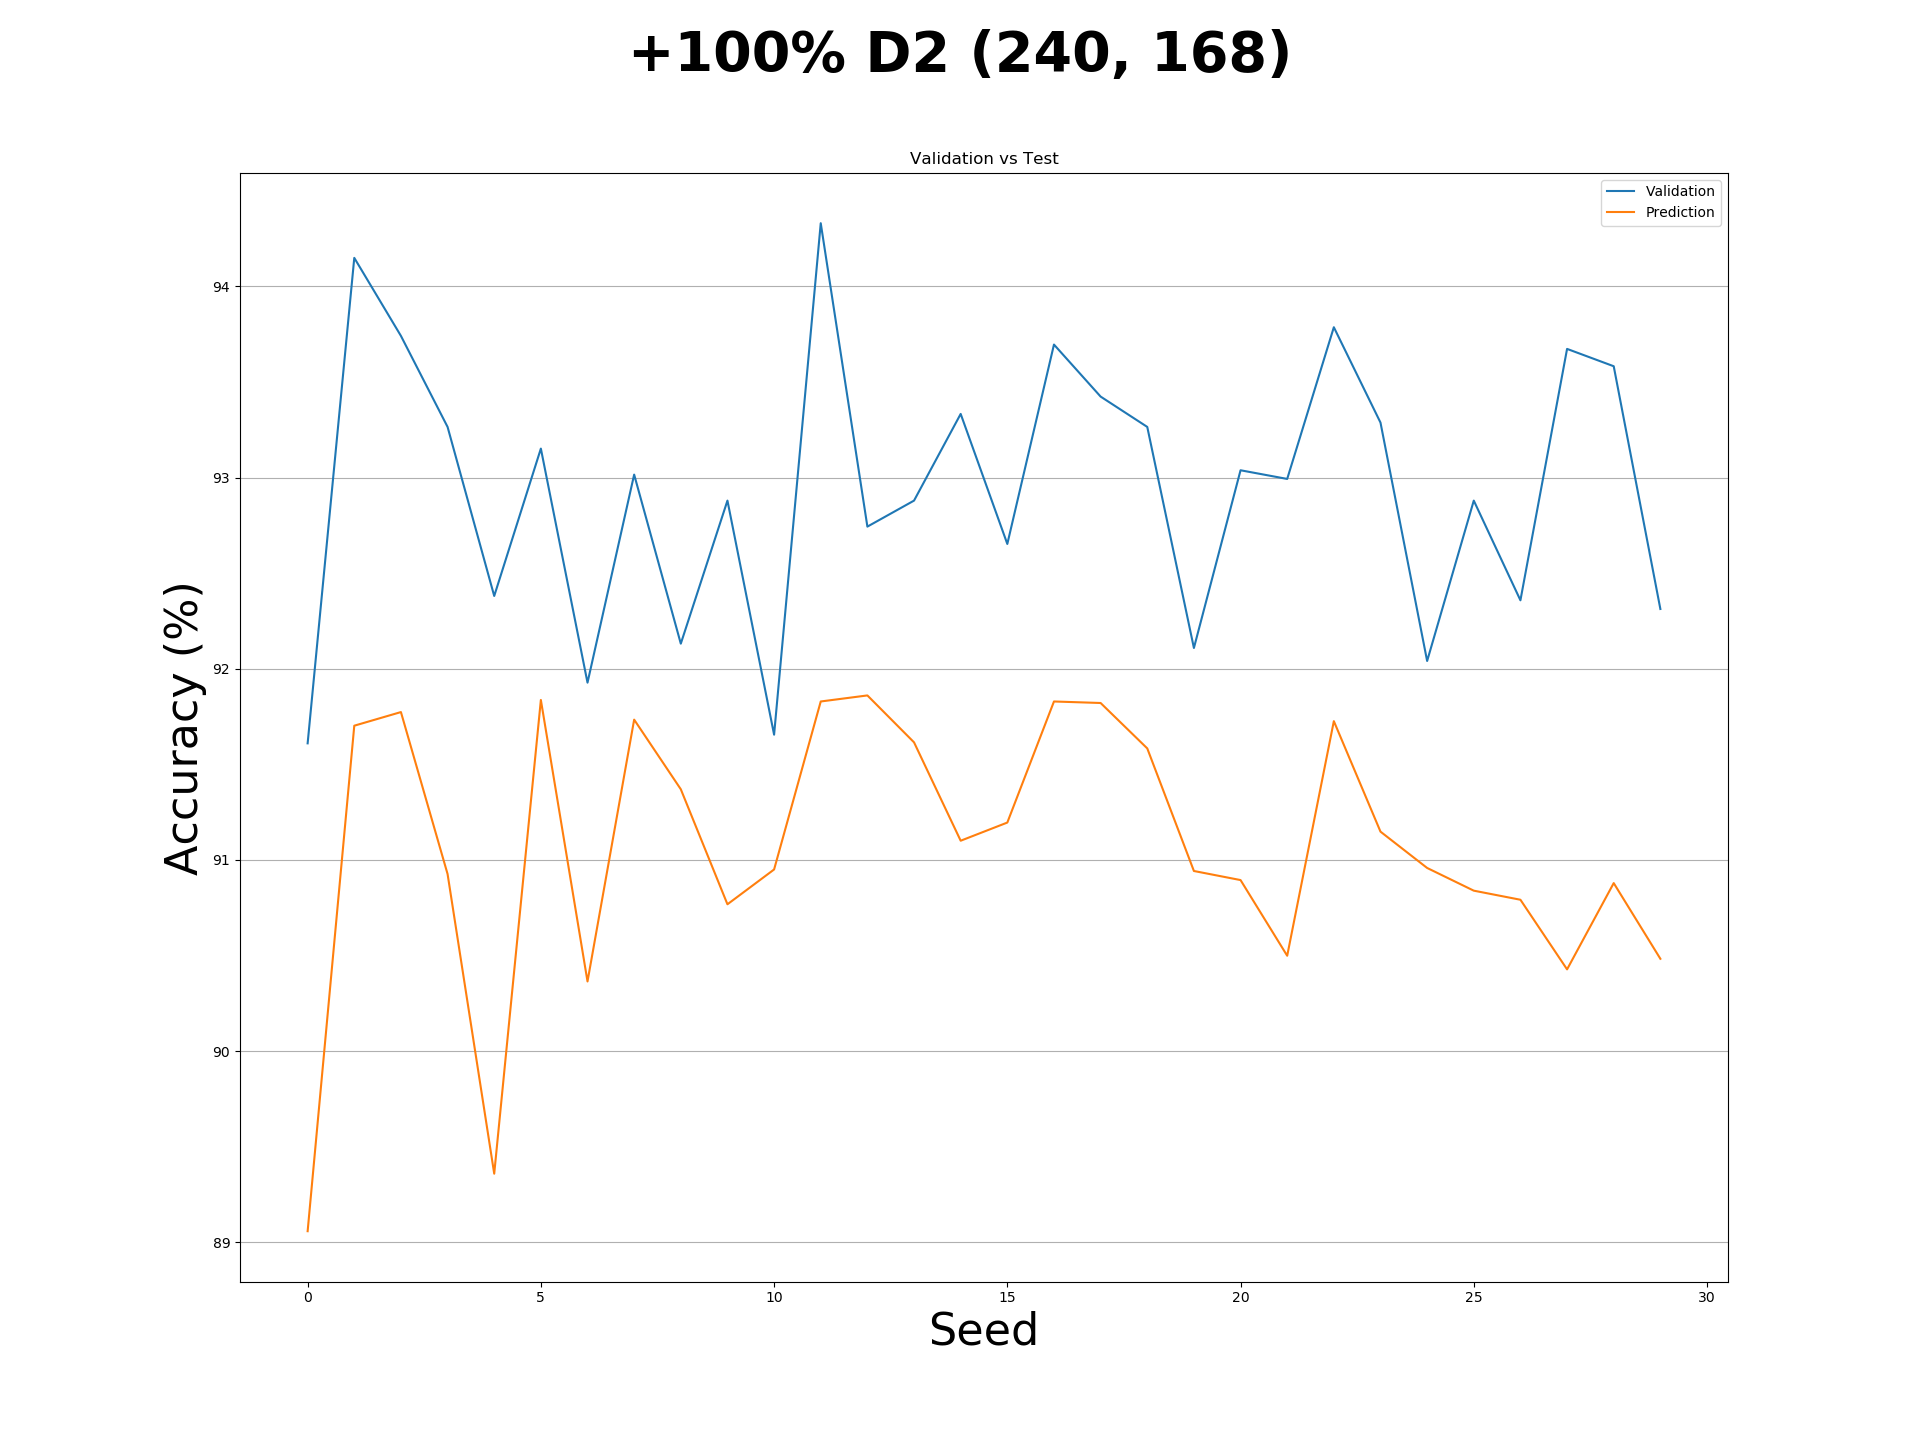 +100% D2 (240, 168)
Validation vs Test
Validation
Prediction
94
93
92
91
90
89
Accuracy (%)
0 5 10 15 20 25 30
Seed